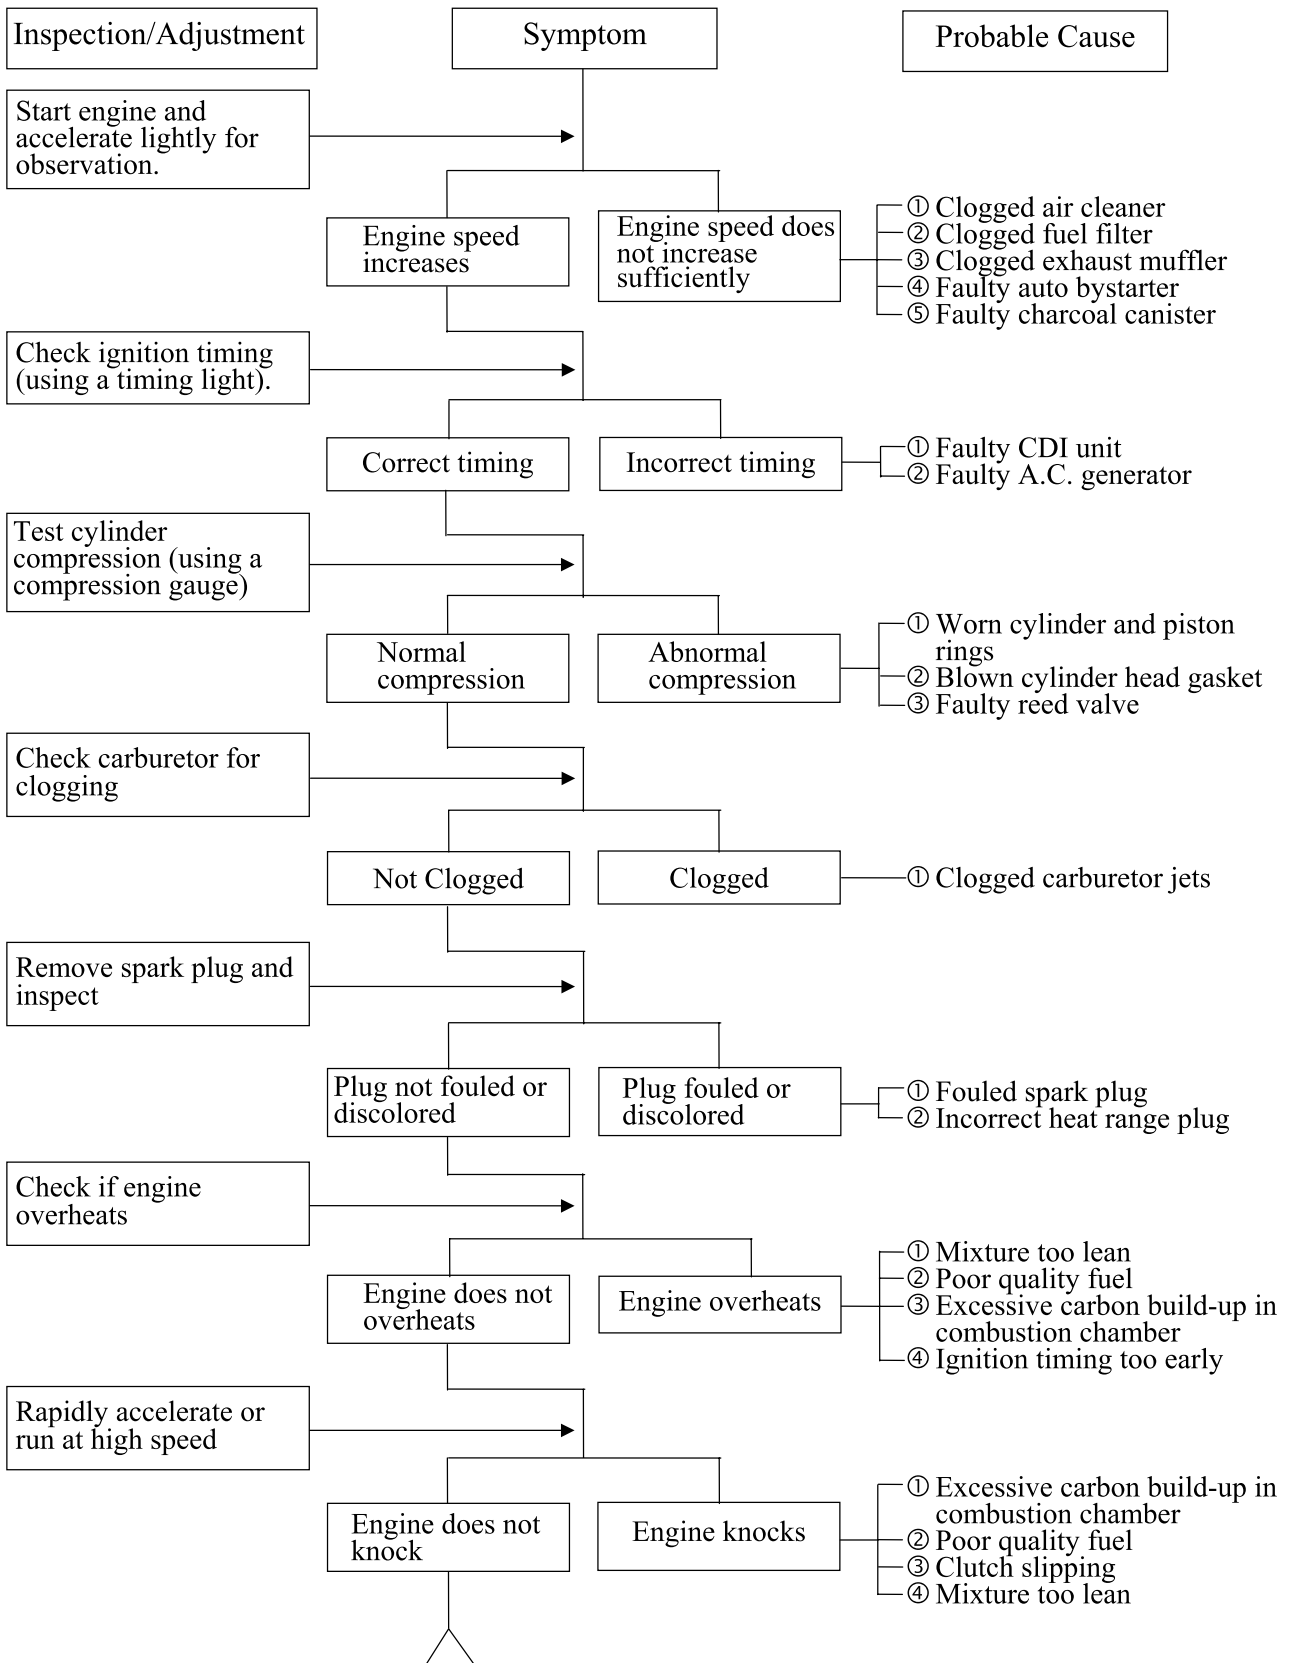 Inspection/Adjustment
Symptom
Probable Cause
Start engine and
accelerate lightly for
observation.
Engine speed
increases
Engine speed does
not increase
sufficiently
① Clogged air cleaner
② Clogged fuel filter
③ Clogged exhaust muffler
④ Faulty auto bystarter
⑤ Faulty charcoal canister
Check ignition timing
(using a timing light).
Correct timing
Incorrect timing
① Faulty CDI unit
② Faulty A.C. generator
Test cylinder
compression (using a
compression gauge)
Normal
compression
Abnormal
compression
① Worn cylinder and piston
rings
② Blown cylinder head gasket
③ Faulty reed valve
Check carburetor for
clogging
Not Clogged
Clogged
① Clogged carburetor jets
Remove spark plug and
inspect
Plug not fouled or
discolored
Plug fouled or
discolored
① Fouled spark plug
② Incorrect heat range plug
Check if engine
overheats
Engine does not
overheats
Engine overheats
① Mixture too lean
② Poor quality fuel
③ Excessive carbon build-up in
combustion chamber
④ Ignition timing too early
Rapidly accelerate or
run at high speed
Engine does not
knock
Engine knocks
① Excessive carbon build-up in
combustion chamber
② Poor quality fuel
③ Clutch slipping
④ Mixture too lean